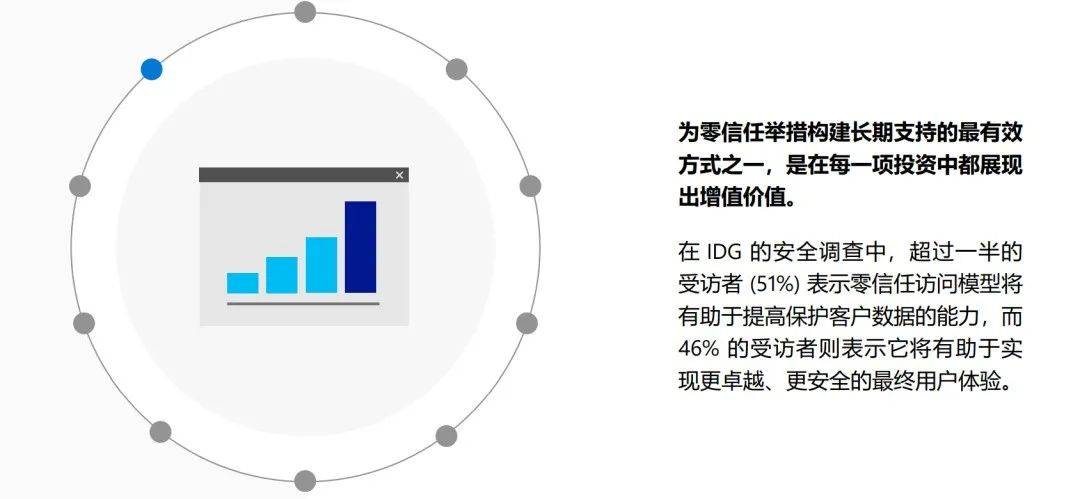 为零信任举措构建长期支持的最有效
方式之一，是在每一项投资中都展现
出增值价值。
在 IDG 的安全调查中，超过一半的
受访者 (51%) 表示零信任访问模型将
有助于提高保护客户数据的能力，而
46% 的受访者则表示它将有助于实
现更卓越、更安全的最终用户体验。